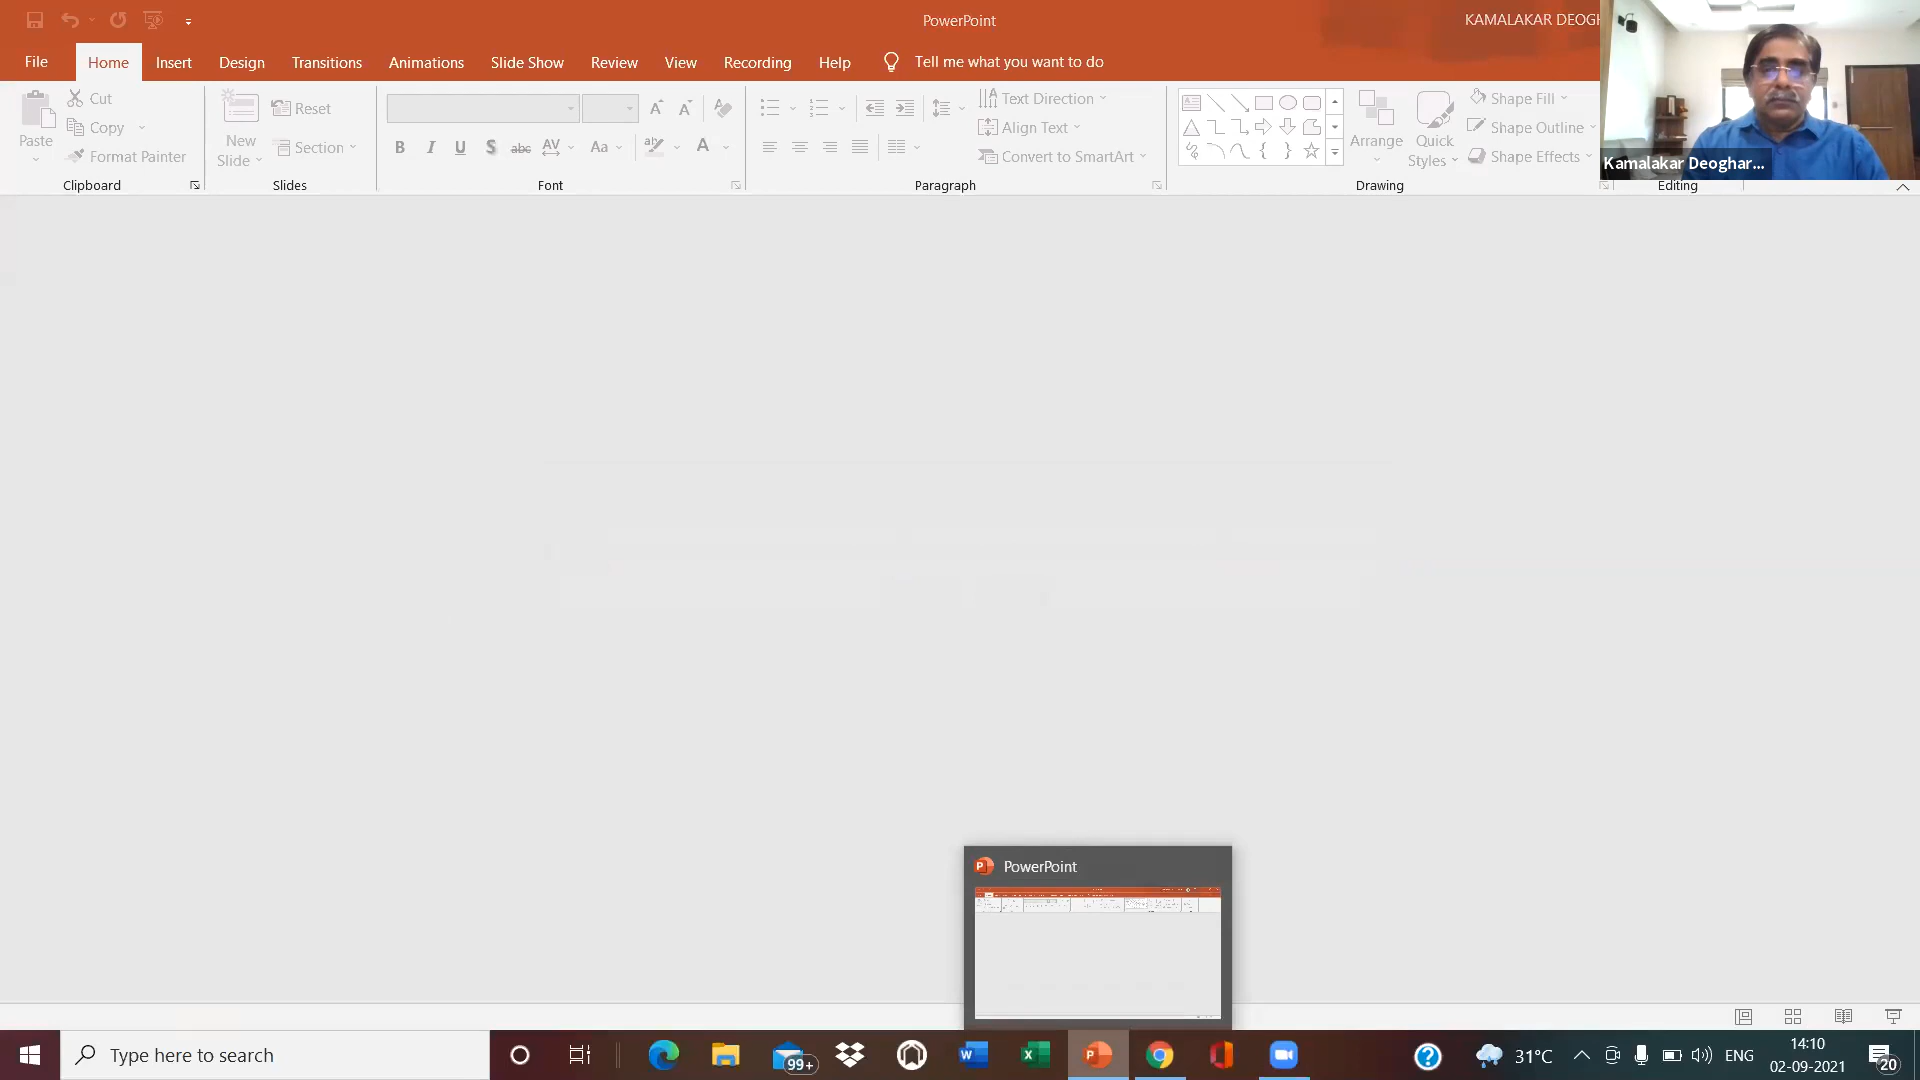 PowerPoint
KAMALAKAR DEOGH
File Home Insert Design Transitions Animations Slide Show Review View Recording Help Tell me what you want to do
Cut
Copy
Format Painter
Paste
Clipboard
New
Slide
Reset
Section
Slides
B I U S abc AV Aa A
Font
Text Direction
Align Text
Convert to SmartArt
Paragraph
Arrange
Quick
Styles
Shape Fill
Shape Outline
Shape Effects
Drawing
Editing
Kamalakar Deoghar...
PowerPoint
Type here to search
99+
31°C
ENG
14:10
02-09-2021
20